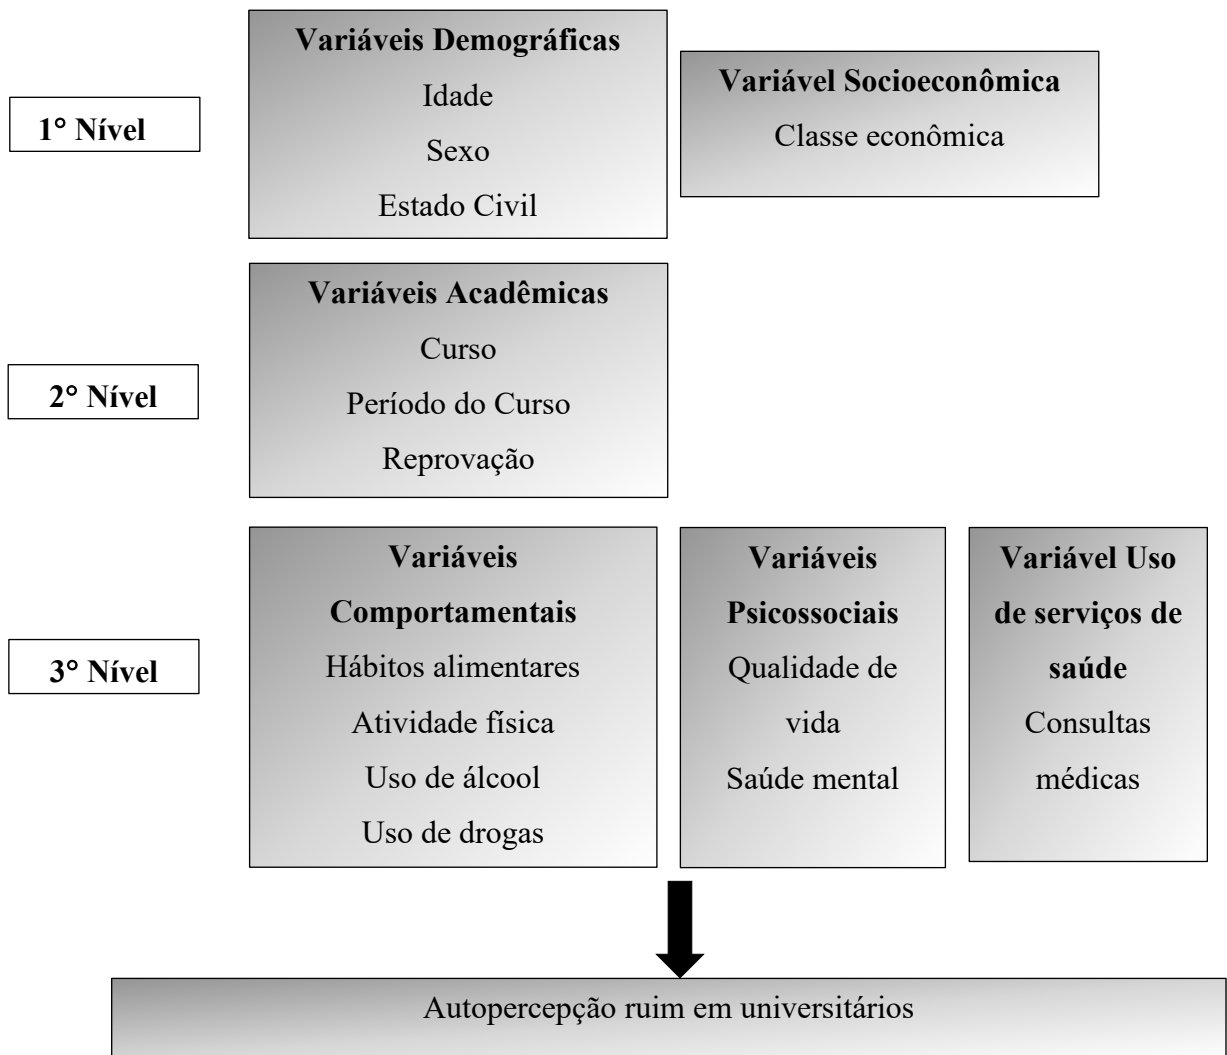 1° Nível
Variáveis Demográficas
Idade
Sexo
Estado Civil
Variável Socioeconômica
Classe econômica
2° Nível
Variáveis Acadêmicas
Curso
Período do Curso
Reprovação
3° Nível
Variáveis
Comportamentais
Hábitos alimentares
Atividade física
Uso de álcool
Uso de drogas
Variáveis
Psicossociais
Qualidade de
vida
Saúde mental
Variável Uso
de serviços de
saúde
Consultas
médicas
Autopercepção ruim em universitários